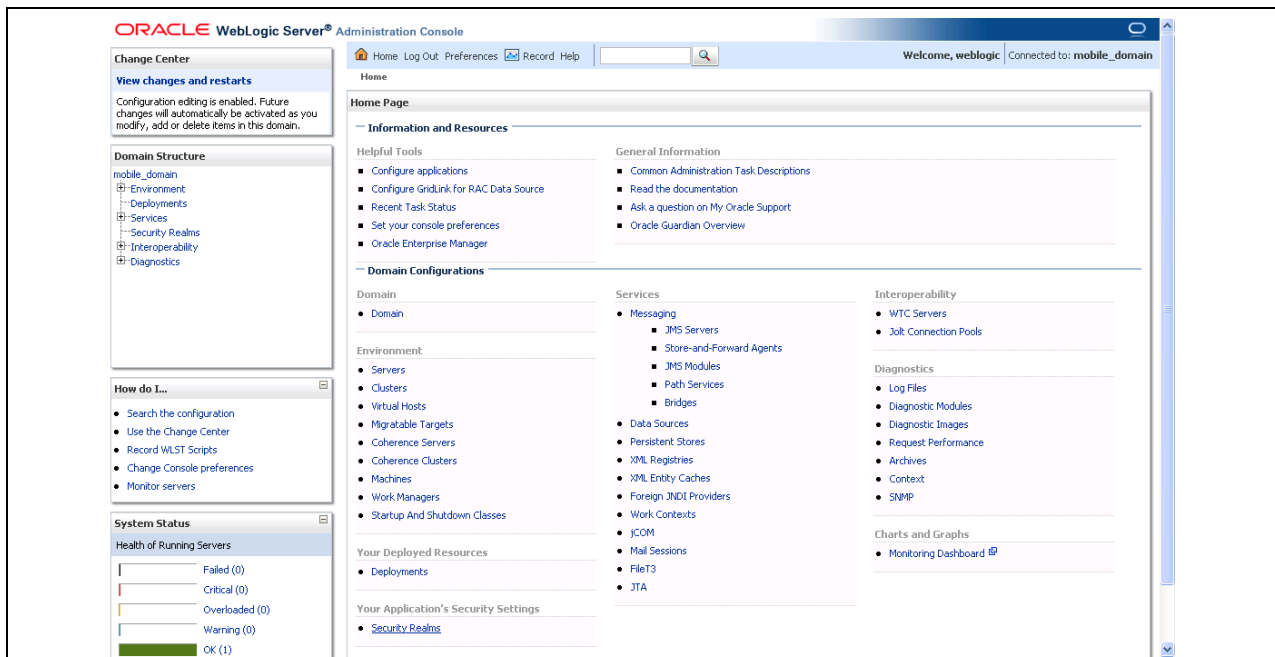 ORACLE WebLogic Server® Administration Console
Change Center
View changes and restarts
Configuration editing is enabled. Future
changes will automatically be activated as you
modify, add or delete items in this domain.
Domain Structure
mobile_domain
Environment
Deployments
Services
Security Realms
Interoperability
Diagnostics
How do I...
Search the configuration
Use the Change Center
Record WLST Scripts
Change Console preferences
Monitor servers
System Status
Health of Running Servers
Failed (0)
Critical (0)
Overloaded (0)
Warning (0)
OK (1)
Home Log Out Preferences Record Help
Welcome, weblogic Connected to: mobile_domain
Home
Home Page
Information and Resources
Helpful Tools
Configure applications
Configure GridLink for RAC Data Source
Recent Task Status
Set your console preferences
Oracle Enterprise Manager
General Information
Common Administration Task Descriptions
Read the documentation
Ask a question on My Oracle Support
Oracle Guardian Overview
Domain Configurations
Domain
Domain
Environment
Servers
Clusters
Virtual Hosts
Migratable Targets
Coherence Servers
Coherence Clusters
Machines
Work Managers
Startup And Shutdown Classes
Your Deployed Resources
Deployments
Your Application's Security Settings
Security Realms
Services
Messaging
JMS Servers
Store-and-Forward Agents
JMS Modules
Path Services
Bridges
Data Sources
Persistent Stores
XML Registries
XML Entity Caches
Foreign JNDI Providers
Work Contexts
jCOM
Mail Sessions
FileT3
JTA
Interoperability
WTC Servers
Jolt Connection Pools
Diagnostics
Log Files
Diagnostic Modules
Diagnostic Images
Request Performance
Archives
Context
SNMP
Charts and Graphs
Monitoring Dashboard